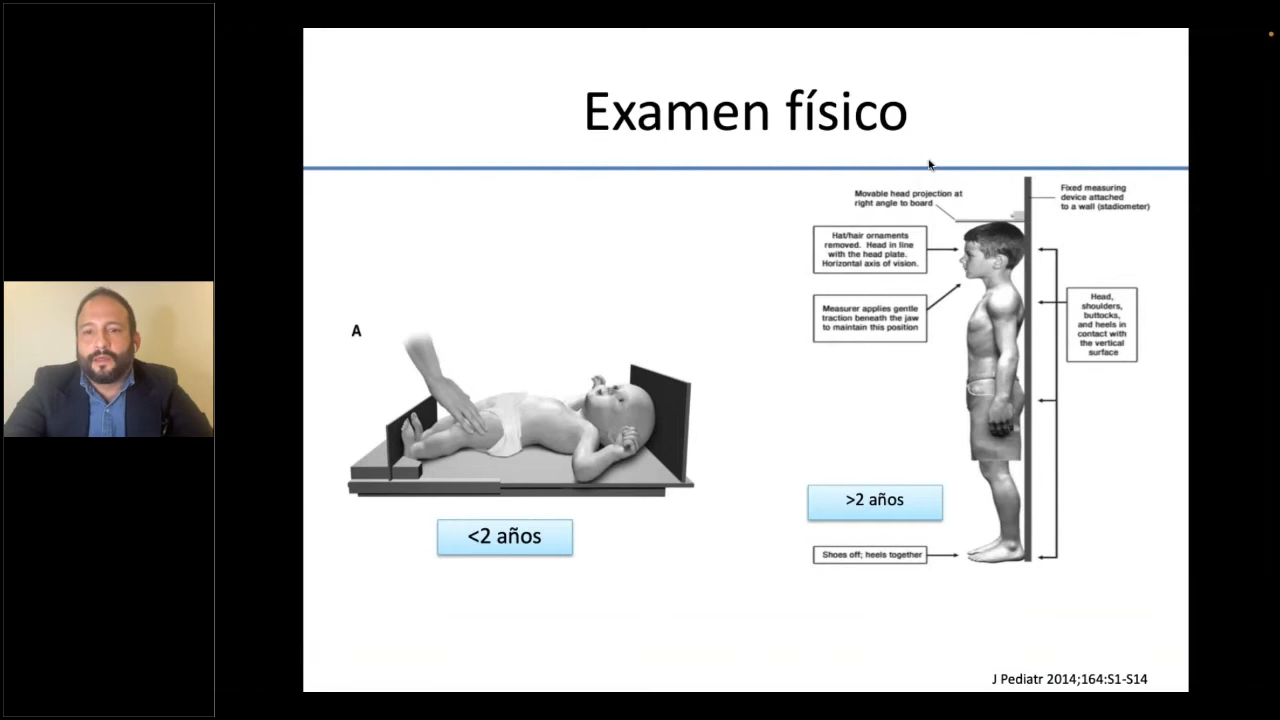 Examen físico
A
<2 años
Movable head projection at
right angle to board
Fixed measuring
device attached
to a wall (stadiometer)
Hat/hair ornaments
removed. Head in line
with the head plate.
Horizontal axis of vision.
Measurer applies gentle
traction beneath the jaw
to maintain this position
Head,
shoulders,
buttocks,
and heels in
contact with
the vertical
surface
>2 años
Shoes off; heels together
J Pediatr 2014;164:S1-S14